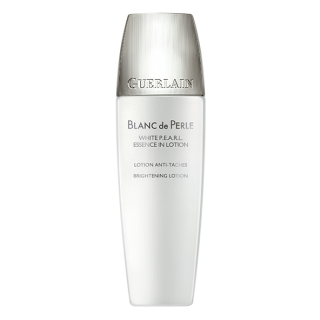 GUERLAIN
BLANC de PERLE
WHITE P.E.A.R.L.
ESSENCE IN LOTION
LOTION ANTI-TACHES
BRIGHTENING LOTION